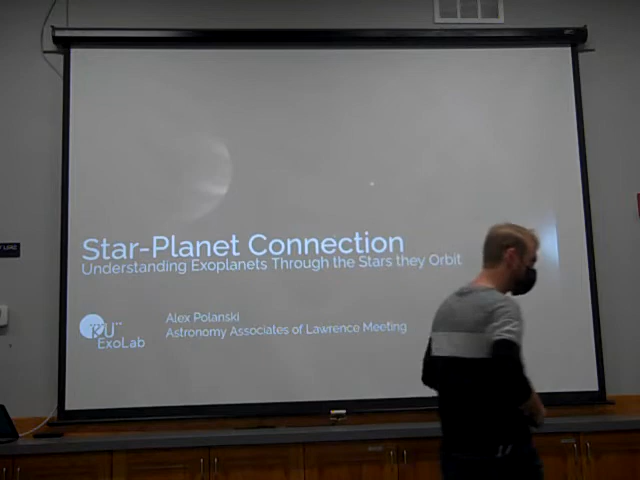 Star-Planet Connection
Understanding Exoplanets Through the Stars they Orbit
KU
ExoLab
Alex Polanski
Astronomy Associates of Lawrence Meeting